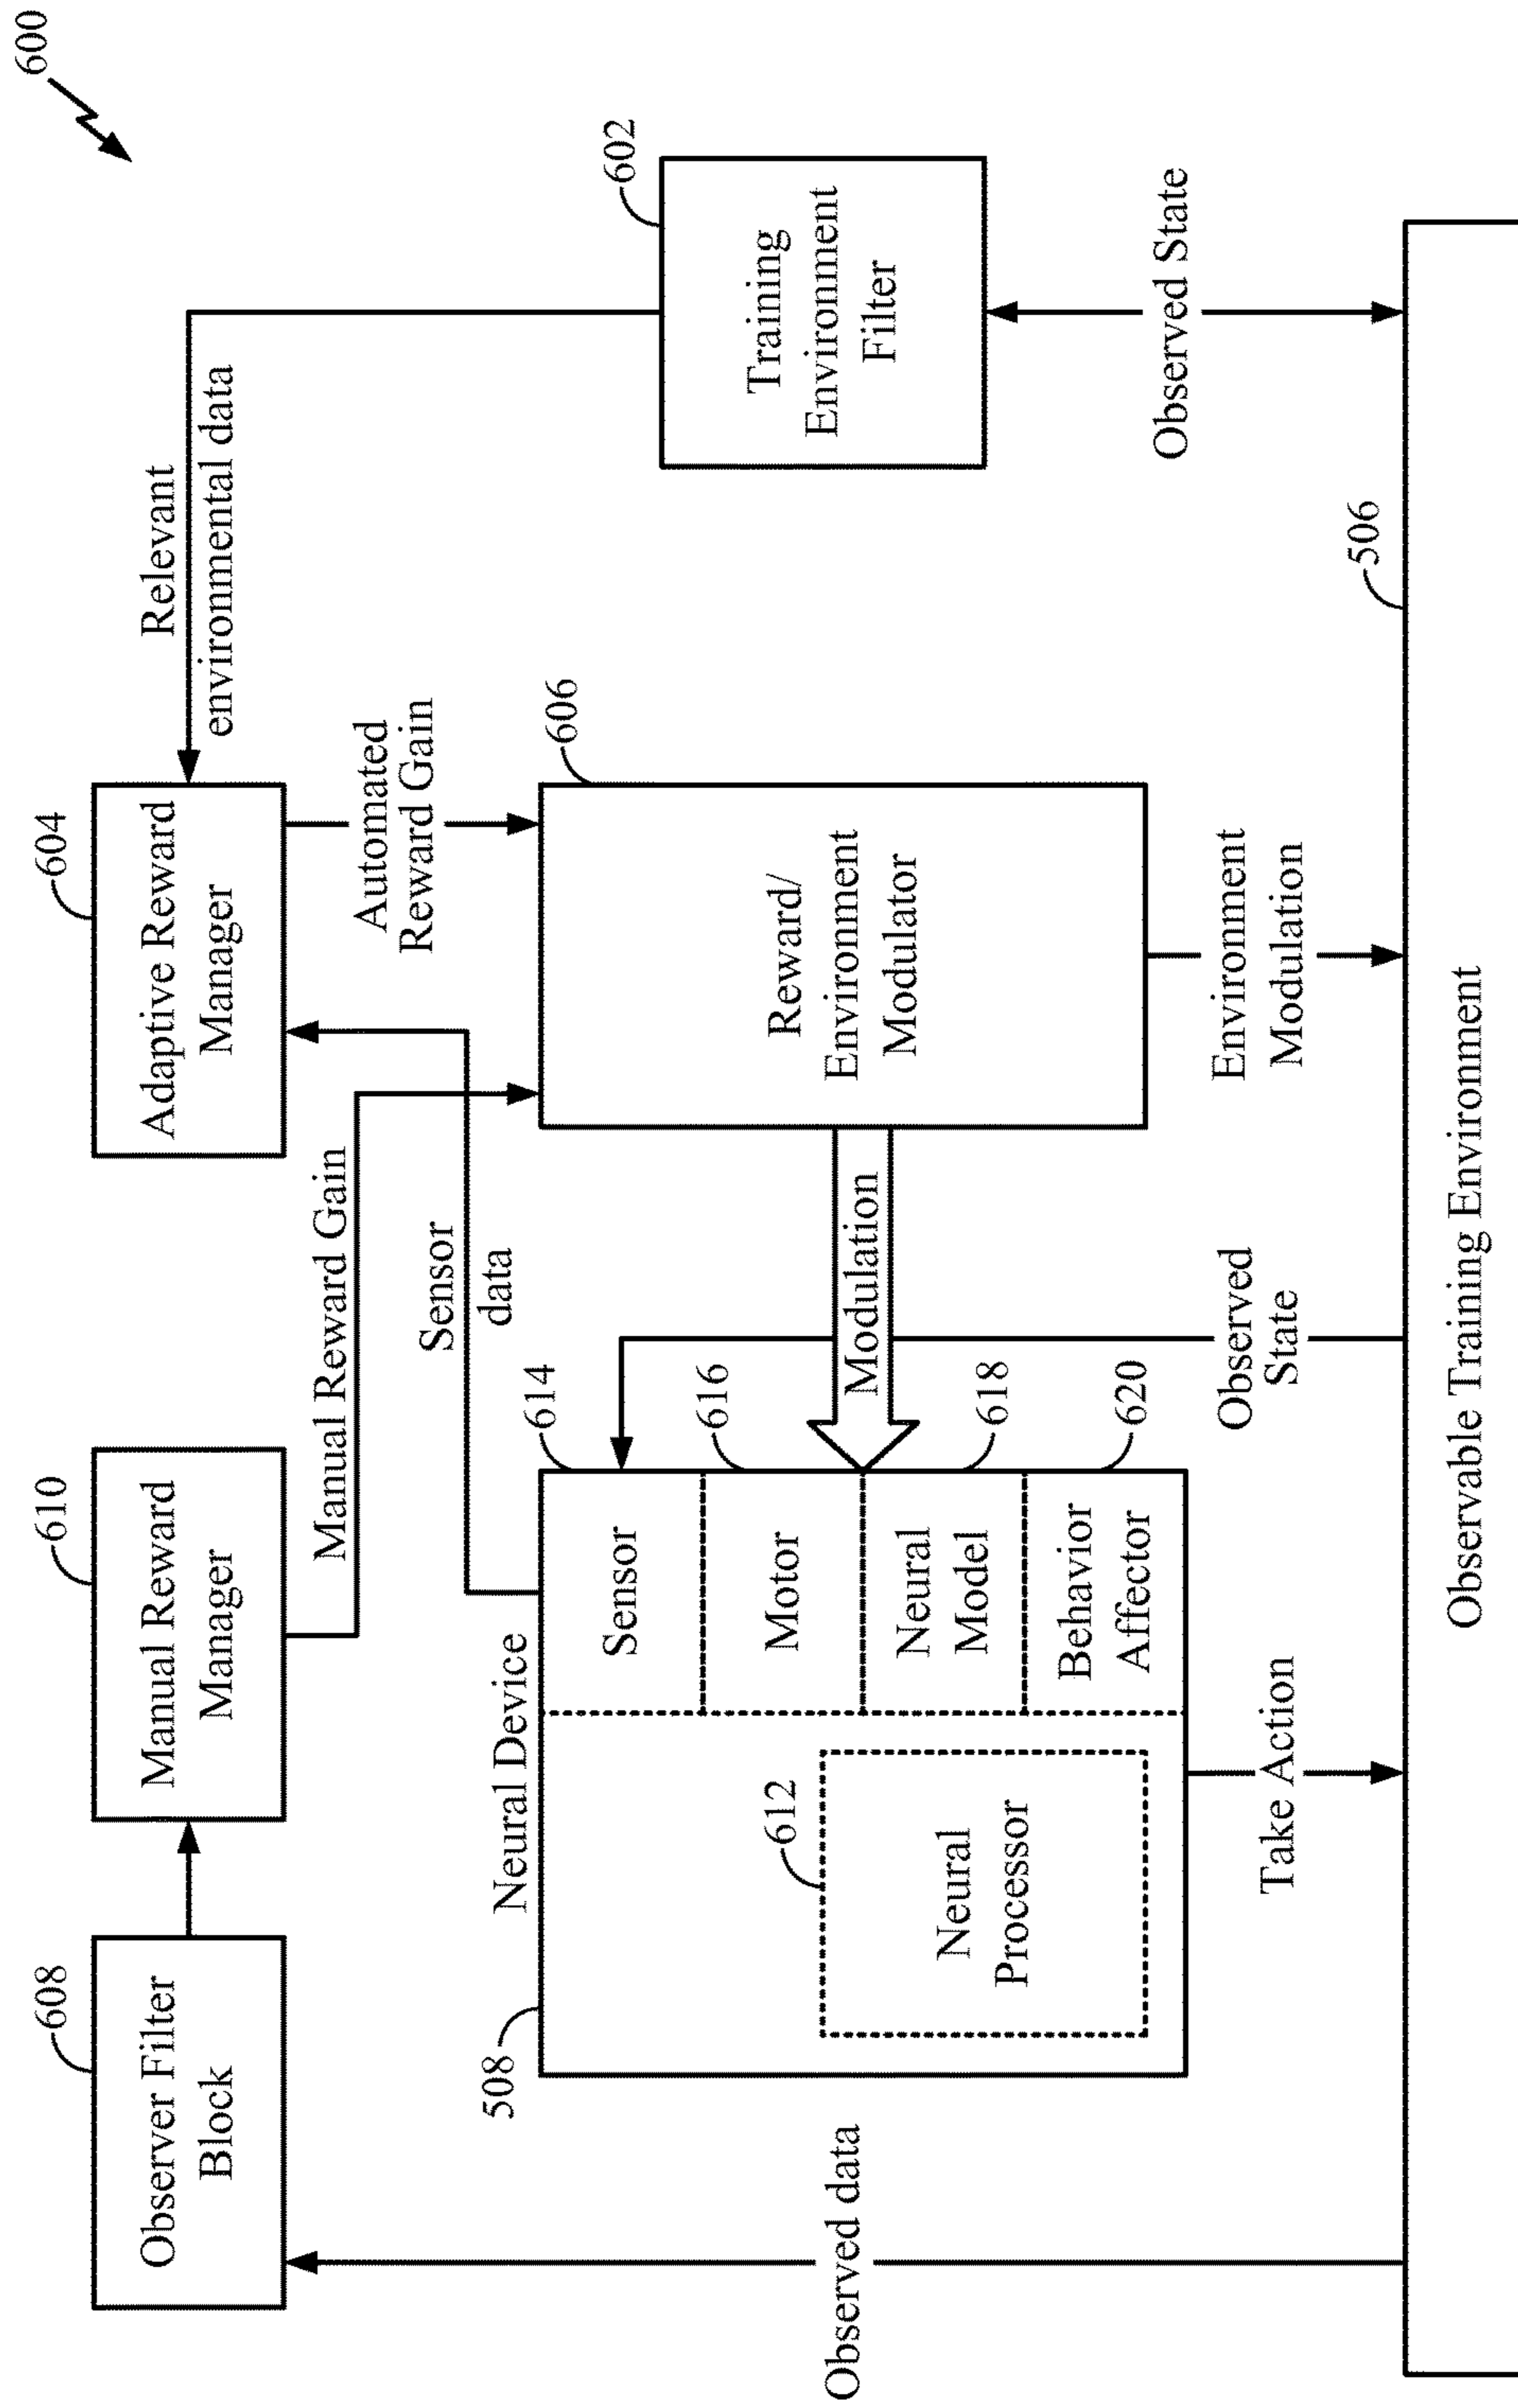 600
608
Observer Filter
Block
610
Manual Reward
Manager
604
Adaptive Reward
Manager
Relevant
environmental data
Manual Reward Gain
Automated
Reward Gain
Sensor
data
508
Neural Device
614
Sensor
616
Motor
618
Neural
Model
620
Behavior
Affector
612
Neural
Processor
606
Reward/
Environment
Modulator
Modulation
602
Training
Environment
Filter
Observed data
Take Action
Observed
State
Environment
Modulation
Observed State
506
Observable Training Environment